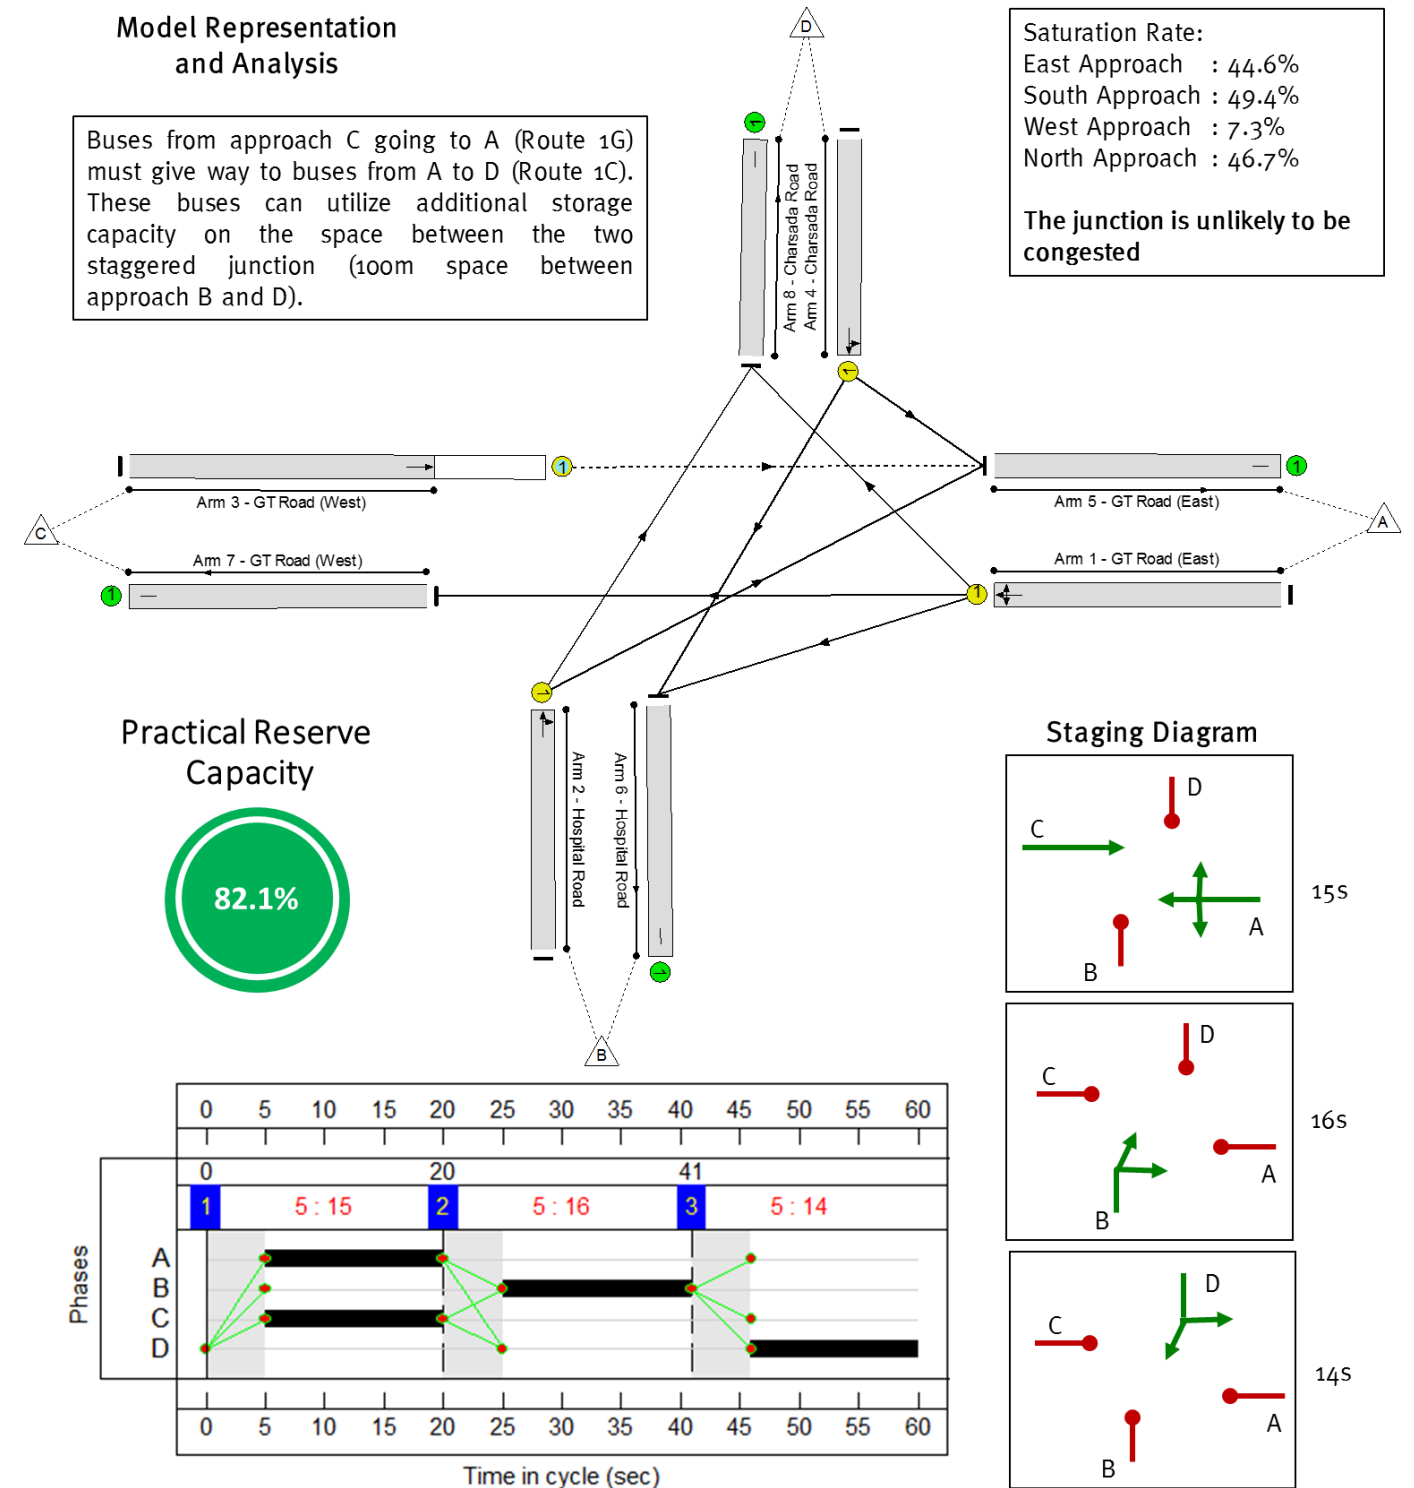 Model Representation
and Analysis
D
Saturation Rate:
East Approach : 44.6%
South Approach : 49.4%
West Approach : 7.3%
North Approach : 46.7%
The junction is unlikely to be
congested
Buses from approach C going to A (Route 1G)
must give way to buses from A to D (Route 1C).
These buses can utilize additional storage
capacity on the space between the two
staggered junction (100m space between
approach B and D).
1
Arm 8 - Charsada Road
Arm 4 - Charsada Road
1
1
1
Arm 3 - GT Road (West)
Arm 5 - GT Road (East)
C
A
Arm 7 - GT Road (West)
Arm 1 - GT Road (East)
1
1
1
Arm 2 - Hospital Road
Arm 6 - Hospital Road
1
B
Practical Reserve
Capacity
82.1%
Staging Diagram
D
C
A
B
15s
D
C
A
B
16s
D
C
A
B
14s
0 5 10 15 20 25 30 35 40 45 50 55 60
0 20 41
1 5 : 15 2 5 : 16 3 5 : 14
Phases
A
B
C
D
0 5 10 15 20 25 30 35 40 45 50 55 60
Time in cycle (sec)